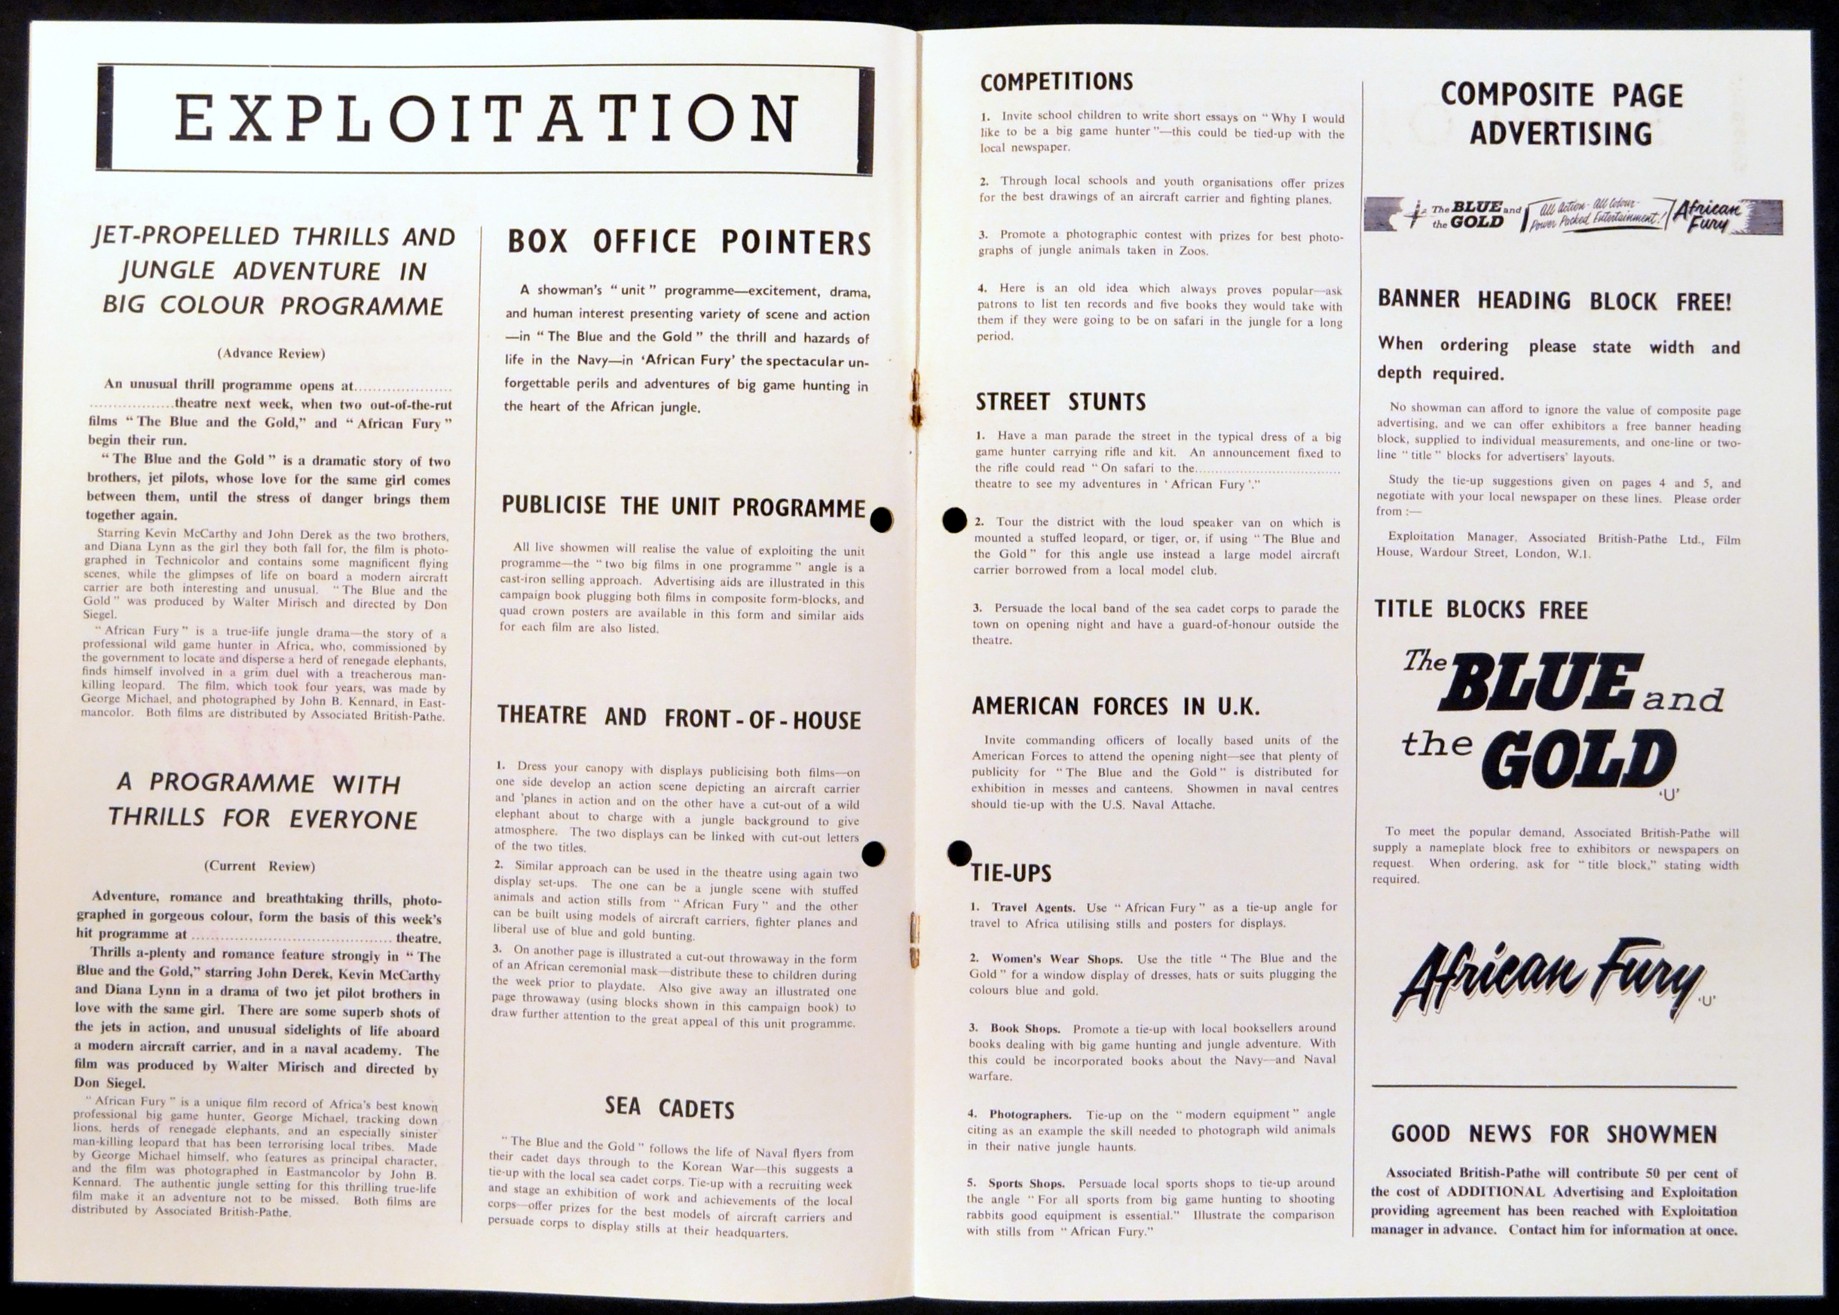 EXPLOITATION
JET-PROPELLED THRILLS AND
JUNGLE ADVENTURE IN
BIG COLOUR PROGRAMME
(Advance Review)
An unusual thrill programme opens at....................
.................theatre next week, when two out-of-the-rut
films “The Blue and the Gold,” and “African Fury”
begin their run.
“The Blue and the Gold” is a dramatic story of two
brothers, jet pilots, whose love for the same girl comes
between them, until the stress of danger brings them
together again.
Starring Kevin McCarthy and John Derek as the two brothers,
and Diana Lynn as the girl they both fall for, the film is photo-
graphed in Technicolor and contains some magnificent flying
scenes, while the glimpses of life on board a modern aircraft
carrier are both interesting and unusual. “The Blue and the
Gold” was produced by Walter Mirisch and directed by Don
Siegel.
“African Fury” is a true-life jungle drama—the story of a
professional wild game hunter in Africa, who, commissioned by
the government to locate and disperse a herd of renegade elephants,
finds himself involved in a grim duel with a treacherous man-
killing leopard. The film, which took four years, was made by
George Michael, and photographed by John B. Kennard, in East-
mancolor. Both films are distributed by Associated British-Pathe.
A PROGRAMME WITH
THRILLS FOR EVERYONE
(Current Review)
Adventure, romance and breathtaking thrills, photo-
graphed in gorgeous colour, form the basis of this week’s
hit programme at ........................................ theatre.
Thrills a-plenty and romance feature strongly in “The
Blue and the Gold,” starring John Derek, Kevin McCarthy
and Diana Lynn in a drama of two jet pilot brothers in
love with the same girl. There are some superb shots of
the jets in action, and unusual sidelights of life aboard
a modern aircraft carrier, and in a naval academy. The
film was produced by Walter Mirisch and directed by
Don Siegel.
“African Fury” is a unique film record of Africa’s best known
professional big game hunter, George Michael, tracking down
lions, herds of renegade elephants, and an especially sinister
man-killing leopard that has been terrorising local tribes. Made
by George Michael himself, who features as principal character,
and the film was photographed in Eastmancolor by John B.
Kennard. The authentic jungle setting for this thrilling true-life
film make it an adventure not to be missed. Both films are
distributed by Associated British-Pathe.
BOX OFFICE POINTERS
A showman’s “unit” programme—excitement, drama,
and human interest presenting variety of scene and action
—in “The Blue and the Gold” the thrill and hazards of
life in the Navy—in ‘African Fury’ the spectacular un-
forgettable perils and adventures of big game hunting in
the heart of the African jungle.
PUBLICISE THE UNIT PROGRAMME
All live showmen will realise the value of exploiting the unit
programme—the “two big films in one programme” angle is a
cast-iron selling approach. Advertising aids are illustrated in this
campaign book plugging both films in composite form-blocks, and
quad crown posters are available in this form and similar aids
for each film are also listed.
THEATRE AND FRONT-OF-HOUSE
1. Dress your canopy with displays publicising both films—on
one side develop an action scene depicting an aircraft carrier
and ’planes in action and on the other have a cut-out of a wild
elephant about to charge with a jungle background to give
atmosphere. The two displays can be linked with cut-out letters
of the two titles.
2. Similar approach can be used in the theatre using again two
display set-ups. The one can be a jungle scene with stuffed
animals and action stills from “African Fury” and the other
can be built using models of aircraft carriers, fighter planes and
liberal use of blue and gold bunting.
3. On another page is illustrated a cut-out throwaway in the form
of an African ceremonial mask—distribute these to children during
the week prior to playdate. Also give away an illustrated one
page throwaway (using blocks shown in this campaign book) to
draw further attention to the great appeal of this unit programme.
SEA CADETS
“The Blue and the Gold” follows the life of Naval flyers from
their cadet days through to the Korean War—this suggests a
tie-up with the local sea cadet corps. Tie-up with a recruiting week
and stage an exhibition of work and achievements of the local
corps—offer prizes for the best models of aircraft carriers and
persuade corps to display stills at their headquarters.
COMPETITIONS
1. Invite school children to write short essays on “Why I would
like to be a big game hunter”—this could be tied-up with the
local newspaper.
2. Through local schools and youth organisations offer prizes
for the best drawings of an aircraft carrier and fighting planes.
3. Promote a photographic contest with prizes for best photo-
graphs of jungle animals taken in Zoos.
4. Here is an old idea which always proves popular—ask
patrons to list ten records and five books they would take with
them if they were going to be on safari in the jungle for a long
period.
STREET STUNTS
1. Have a man parade the street in the typical dress of a big
game hunter carrying rifle and kit. An announcement fixed to
the rifle could read “On safari to the..............................
theatre to see my adventures in ‘African Fury’.”
2. Tour the district with the loud speaker van on which is
mounted a stuffed leopard, or tiger, or, if using “The Blue and
the Gold” for this angle use instead a large model aircraft
carrier borrowed from a local model club.
3. Persuade the local band of the sea cadet corps to parade the
town on opening night and have a guard-of-honour outside the
theatre.
AMERICAN FORCES IN U.K.
Invite commanding officers of locally based units of the
American Forces to attend the opening night—see that plenty of
publicity for “The Blue and the Gold” is distributed for
exhibition in messes and canteens. Showmen in naval centres
should tie-up with the U.S. Naval Attache.
TIE-UPS
1. Travel Agents. Use “African Fury” as a tie-up angle for
travel to Africa utilising stills and posters for displays.
2. Women’s Wear Shops. Use the title “The Blue and the
Gold” for a window display of dresses, hats or suits plugging the
colours blue and gold.
3. Book Shops. Promote a tie-up with local booksellers around
books dealing with big game hunting and jungle adventure. With
this could be incorporated books about the Navy—and Naval
warfare.
4. Photographers. Tie-up on the “modern equipment” angle
citing as an example the skill needed to photograph wild animals
in their native jungle haunts.
5. Sports Shops. Persuade local sports shops to tie-up around
the angle “For all sports from big game hunting to shooting
rabbits good equipment is essential.” Illustrate the comparison
with stills from “African Fury.”
COMPOSITE PAGE
ADVERTISING
The BLUE and the GOLD All Action - All Colour - Power Packed Entertainment! African Fury
BANNER HEADING BLOCK FREE!
When ordering please state width and
depth required.
No showman can afford to ignore the value of composite page
advertising, and we can offer exhibitors a free banner heading
block, supplied to individual measurements, and one-line or two-
line “title” blocks for advertisers’ layouts.
Study the tie-up suggestions given on pages 4 and 5, and
negotiate with your local newspaper on these lines. Please order
from :—
Exploitation Manager, Associated British-Pathe Ltd., Film
House, Wardour Street, London, W.1.
TITLE BLOCKS FREE
The BLUE and
the GOLD
‘U’
To meet the popular demand, Associated British-Pathe will
supply a nameplate block free to exhibitors or newspapers on
request. When ordering, ask for “title block,” stating width
required.
African Fury
‘U’
GOOD NEWS FOR SHOWMEN
Associated British-Pathe will contribute 50 per cent of
the cost of ADDITIONAL Advertising and Exploitation
providing agreement has been reached with Exploitation
manager in advance. Contact him for information at once.